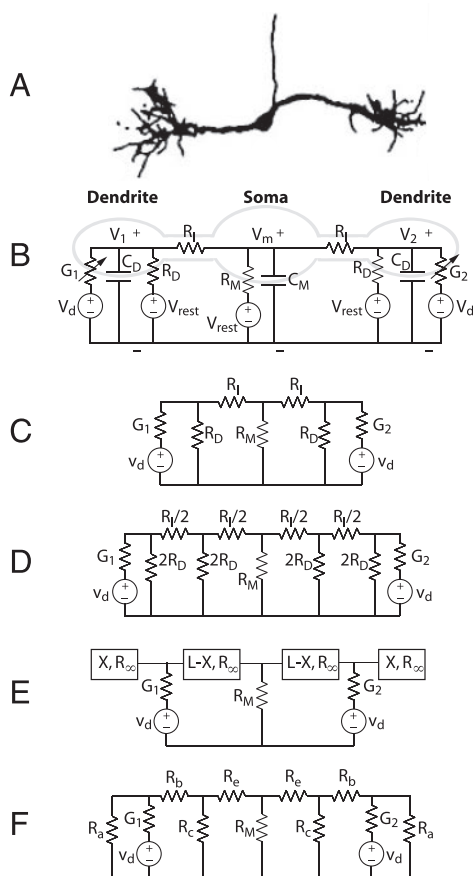 A
Dendrite Soma Dendrite
B
V1 + RI Vm+ RI V2 +
G1 CD RD RM CM RD CD G2
Vd Vrest Vrest Vrest Vd
C
RI RI
G1 RD RM RD G2
vd vd
D
RI/2 RI/2 RI/2 RI/2
G1 2RD 2RD RM 2RD 2RD G2
vd vd
E
X, R∞ L-X, R∞ L-X, R∞ X, R∞
G1 RM G2
vd vd
F
Rb Re Re Rb
Ra G1 Rc RM Rc G2 Ra
vd vd